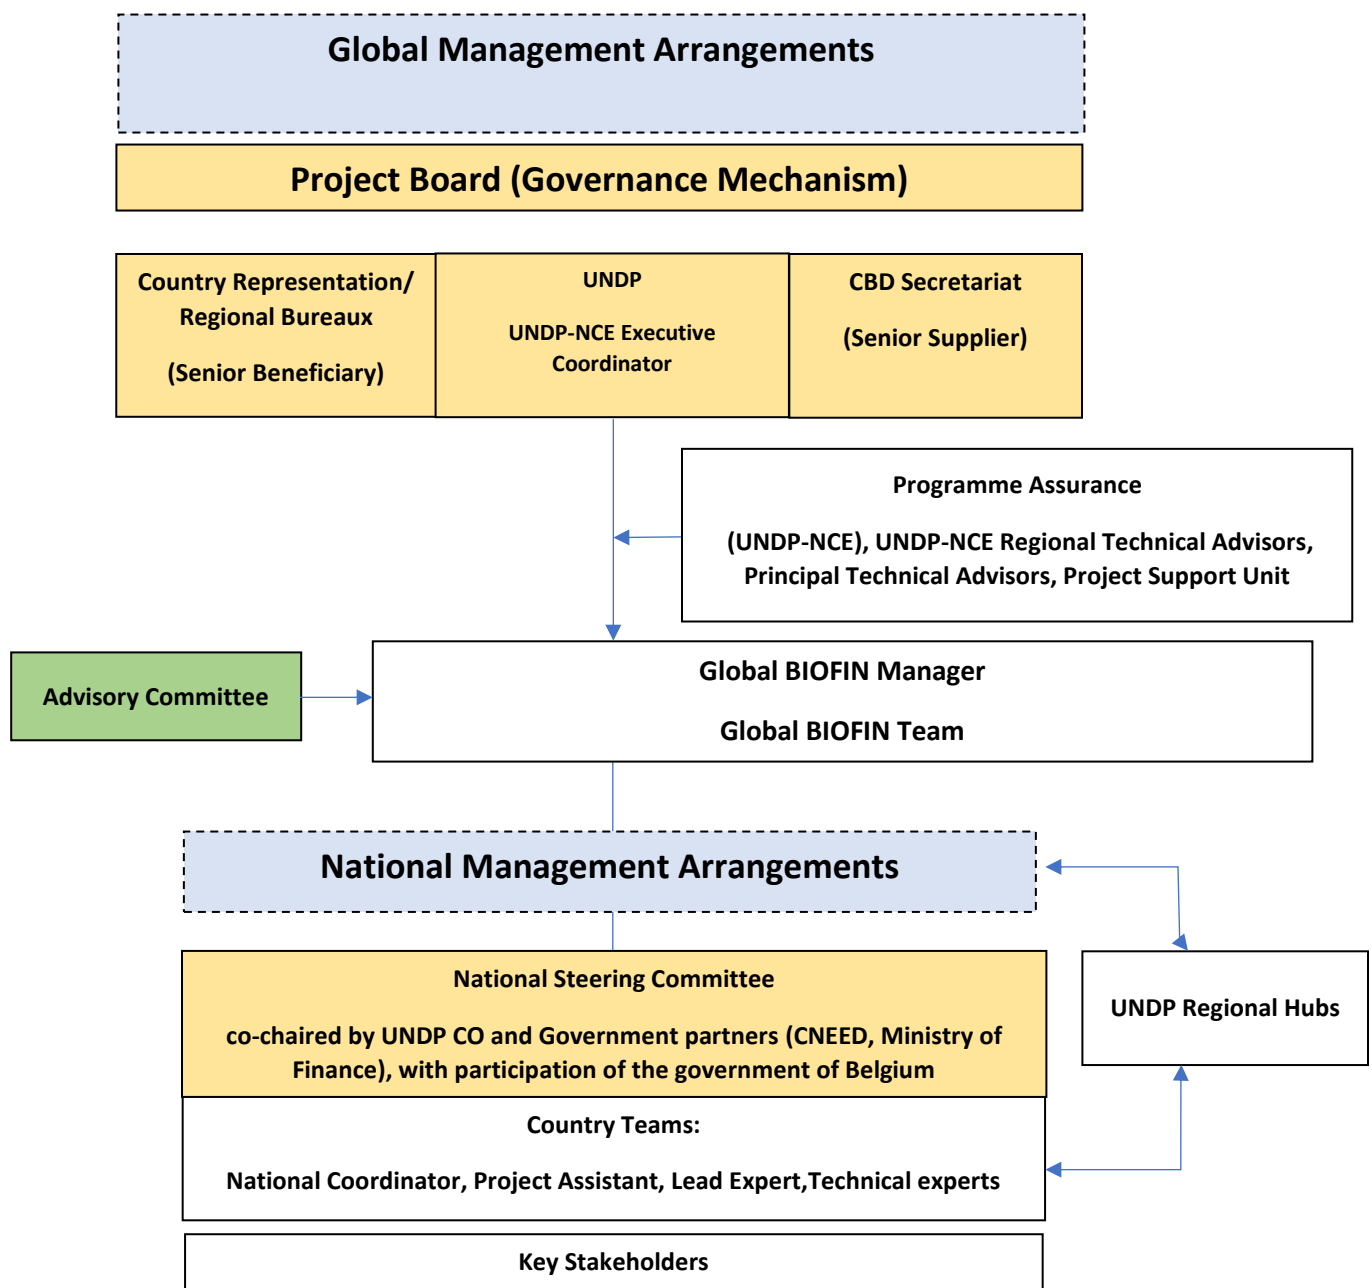 Global Management Arrangements
Project Board (Governance Mechanism)
Country Representation/
Regional Bureaux
(Senior Beneficiary)
UNDP
UNDP-NCE Executive
Coordinator
CBD Secretariat
(Senior Supplier)
Programme Assurance
(UNDP-NCE), UNDP-NCE Regional Technical Advisors,
Principal Technical Advisors, Project Support Unit
Advisory Committee
Global BIOFIN Manager
Global BIOFIN Team
National Management Arrangements
National Steering Committee
co-chaired by UNDP CO and Government partners (CNEED, Ministry of
Finance), with participation of the government of Belgium
UNDP Regional Hubs
Country Teams:
National Coordinator, Project Assistant, Lead Expert,Technical experts
Key Stakeholders